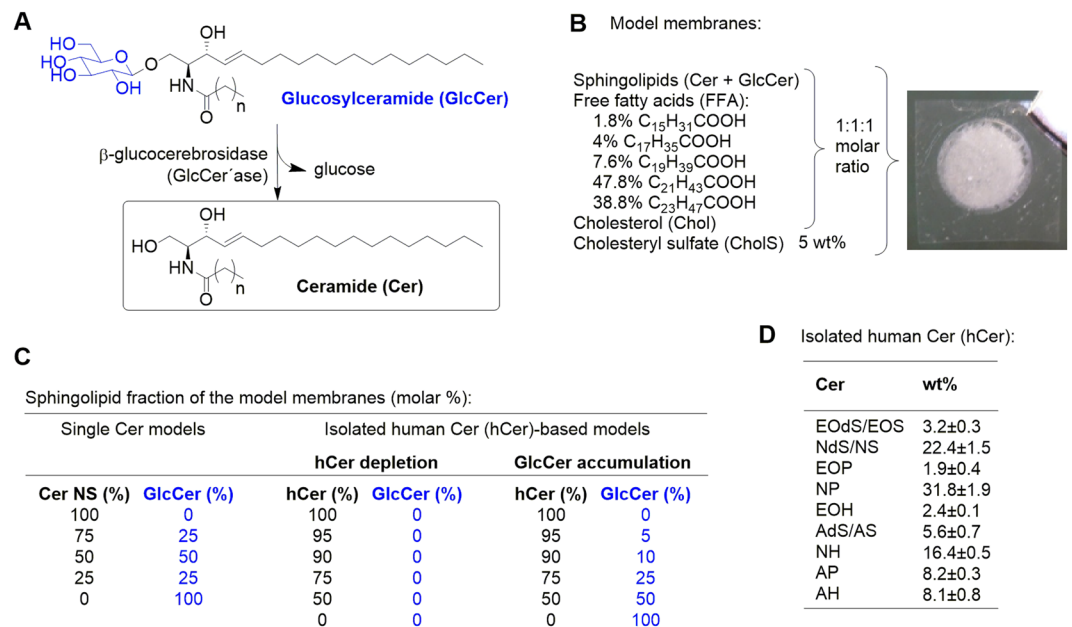 A
HO
HO
HO
O
OH
O
OH
HN
O
n
Glucosylceramide (GlcCer)
β-glucocerebrosidase
(GlcCer´ase)
glucose
OH
HO
HN
O
n
Ceramide (Cer)
B Model membranes:
Sphingolipids (Cer + GlcCer)
Free fatty acids (FFA):
1.8% C15H31COOH
4% C17H35COOH
7.6% C19H39COOH
47.8% C21H43COOH
38.8% C23H47COOH
Cholesterol (Chol)
Cholesteryl sulfate (CholS) 5 wt%
1:1:1
molar
ratio
C
Sphingolipid fraction of the model membranes (molar %):
Single Cer models Isolated human Cer (hCer)-based models
hCer depletion GlcCer accumulation
Cer NS (%) GlcCer (%) hCer (%) GlcCer (%) hCer (%) GlcCer (%)
100 0 100 0 100 0
75 25 95 0 95 5
50 50 90 0 90 10
25 25 75 0 75 25
0 100 50 0 50 50
0 0 0 100
D Isolated human Cer (hCer):
Cer wt%
EOdS/EOS 3.2±0.3
NdS/NS 22.4±1.5
EOP 1.9±0.4
NP 31.8±1.9
EOH 2.4±0.1
AdS/AS 5.6±0.7
NH 16.4±0.5
AP 8.2±0.3
AH 8.1±0.8